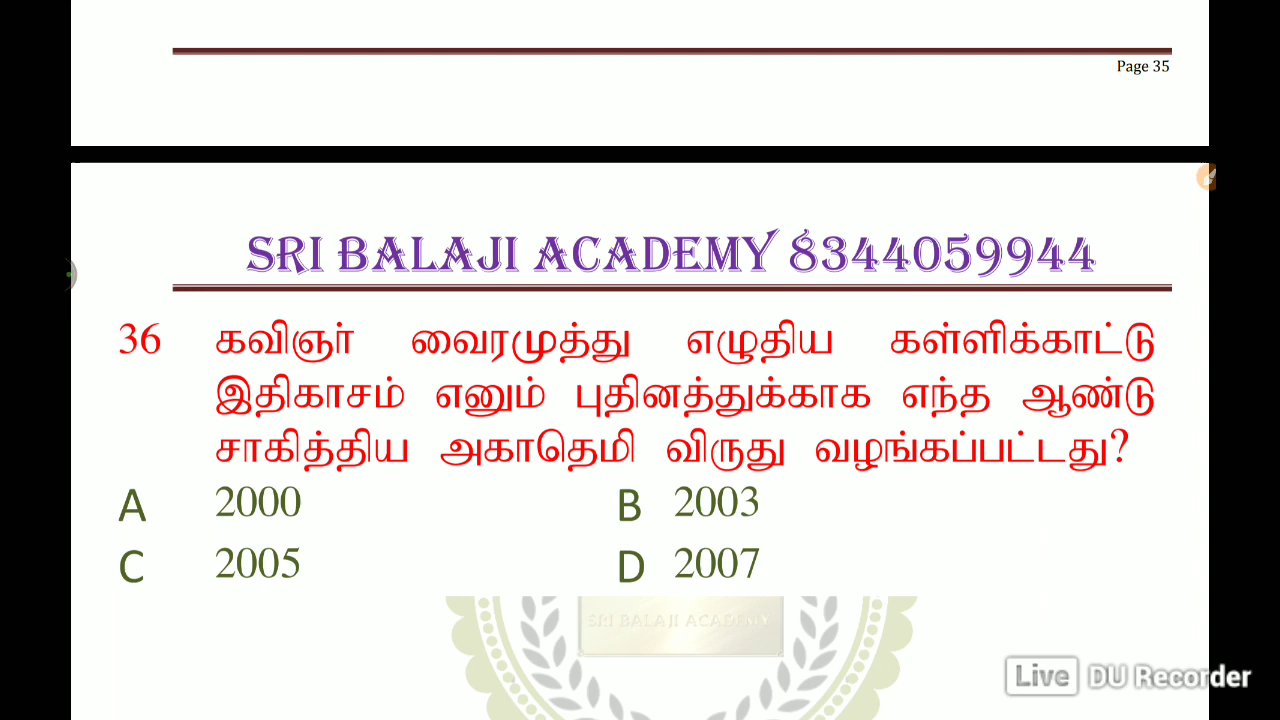 Page 35
SRI BALAJI ACADEMY 8344059944
36 கவிஞர் வைரமுத்து எழுதிய கள்ளிக்காட்டு
இதிகாசம் எனும் புதினத்துக்காக எந்த ஆண்டு
சாகித்திய அகாதெமி விருது வழங்கப்பட்டது?
A 2000 B 2003
C 2005 D 2007
SRI BALAJI ACADEMY
Live DU Recorder